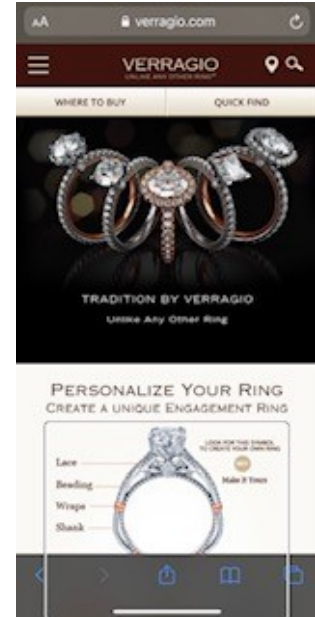 AA verragio.com
VERRAGIO
UNLIKE ANY OTHER RING™
WHERE TO BUY QUICK FIND
TRADITION BY VERRAGIO
Unlike Any Other Ring
PERSONALIZE YOUR RING
CREATE A UNIQUE ENGAGEMENT RING
LOOK FOR THIS SYMBOL
TO CREATE YOUR OWN RING
Make It Yours
Lace
Beading
Wraps
Shank